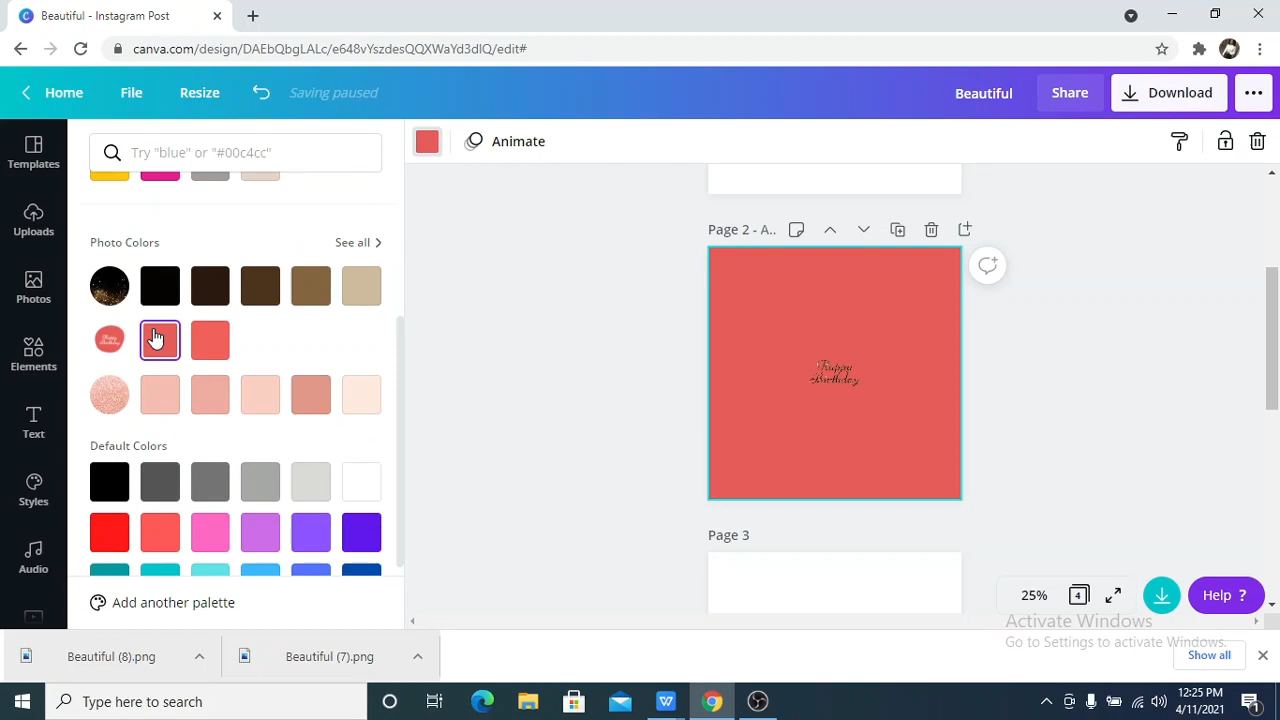 Beautiful - Instagram Post
canva.com/design/DAEbQbgLALc/e648vYszdesQQXWaYd3dIQ/edit#
Home
File
Resize
Saving paused
Beautiful
Share
Download
Templates
Uploads
Photos
Elements
Text
Styles
Audio
Try "blue" or "#00c4cc"
Animate
Photo Colors
See all
Default Colors
Add another palette
Page 2 - A..
Happy
Birthday
Page 3
25%
4
Help ?
Activate Windows
Go to Settings to activate Windows.
Beautiful (8).png
Beautiful (7).png
Show all
Type here to search
12:25 PM
4/11/2021
1